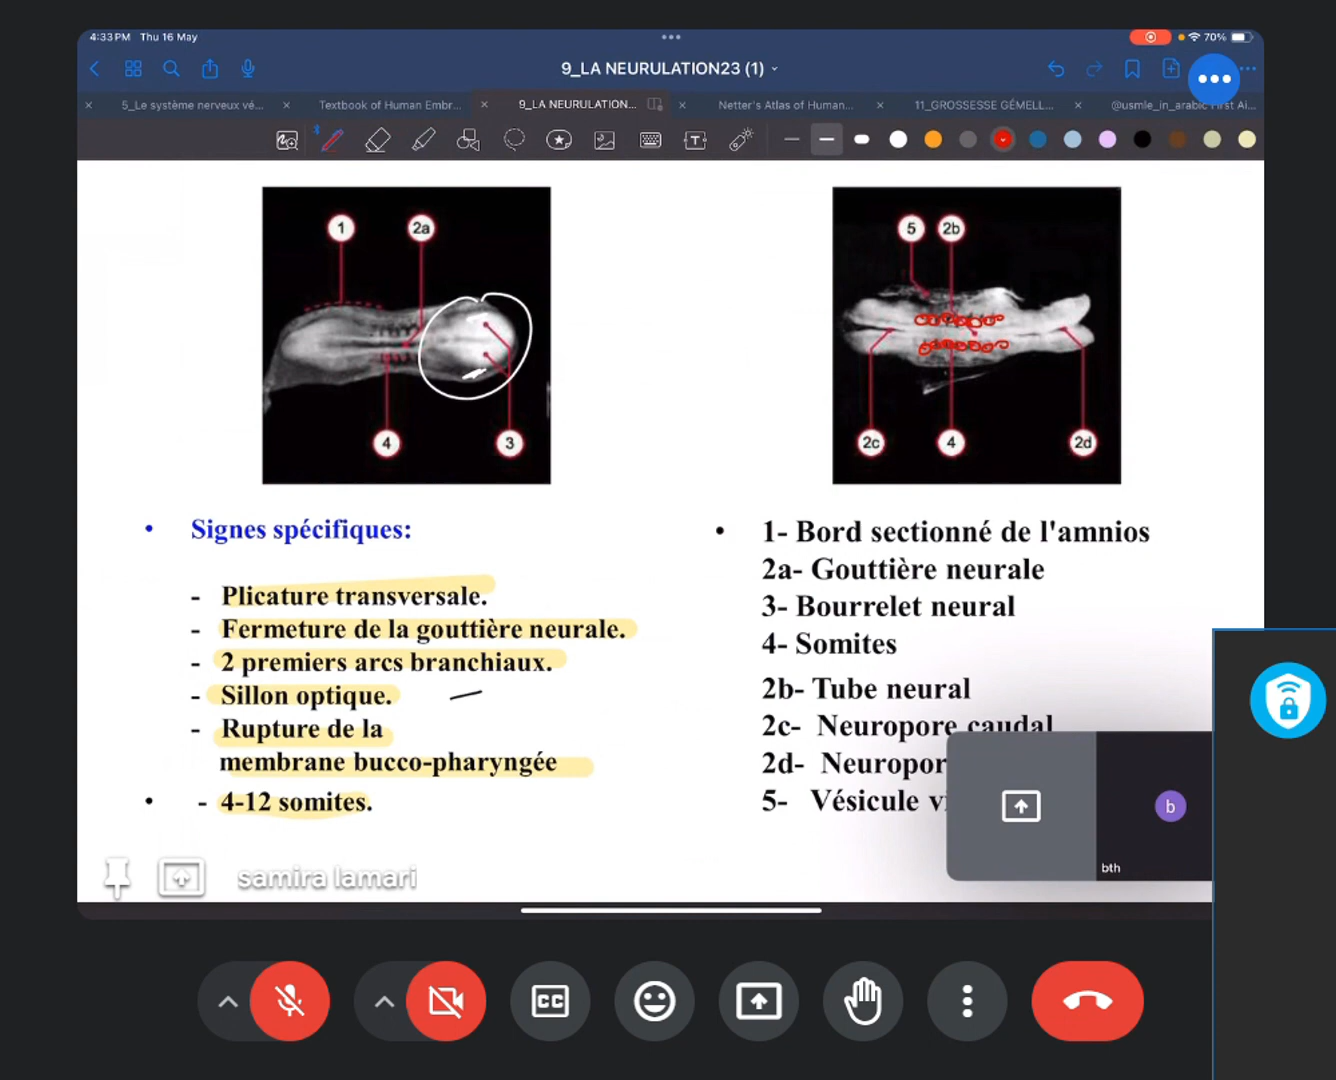 4:33 PM Thu 16 May
70%
9_LA NEURULATION23 (1)
5_Le système nerveux vé...
Textbook of Human Embr...
9_LA NEURULATION...
Netter's Atlas of Human...
11_GROSSESSE GÉMELL...
@usmle_in_arabic First Ai...
1
2a
4
3
5
2b
2c
4
2d
• Signes spécifiques:
- Plicature transversale.
- Fermeture de la gouttière neurale.
- 2 premiers arcs branchiaux.
- Sillon optique.
- Rupture de la
membrane bucco-pharyngée
• - 4-12 somites.
• 1- Bord sectionné de l'amnios
2a- Gouttière neurale
3- Bourrelet neural
4- Somites
2b- Tube neural
2c- Neuropore caudal
2d- Neuropor
5- Vésicule
b
bth
samira lamari
CC